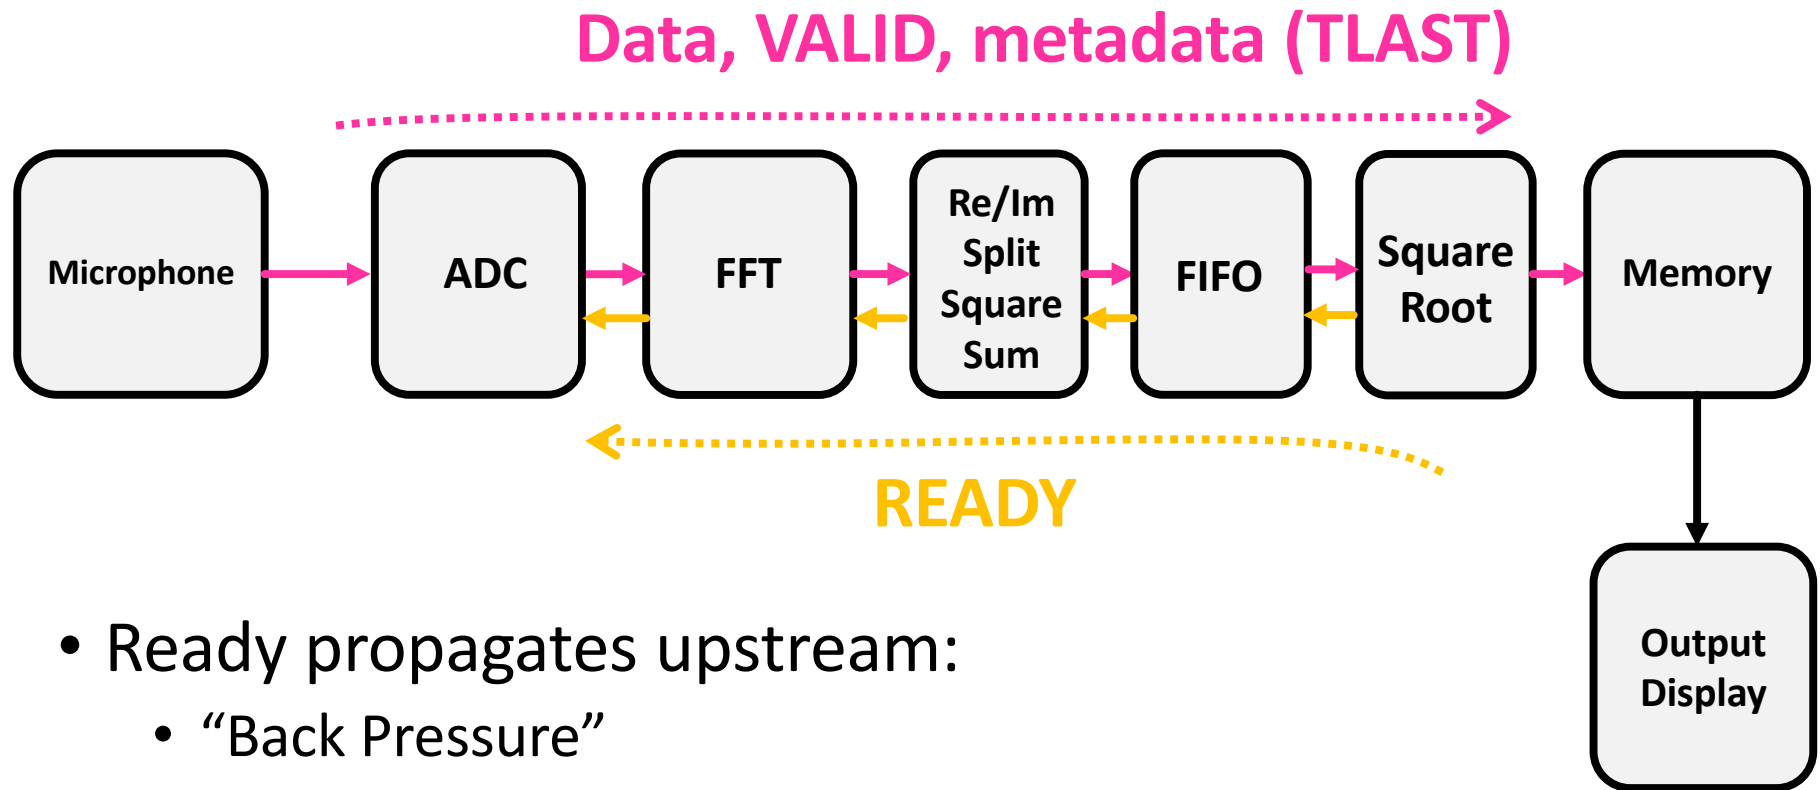 Data, VALID, metadata (TLAST)
Microphone
ADC
FFT
Re/Im
Split
Square
Sum
FIFO
Square
Root
Memory
READY
Output
Display
• Ready propagates upstream:
• “Back Pressure”